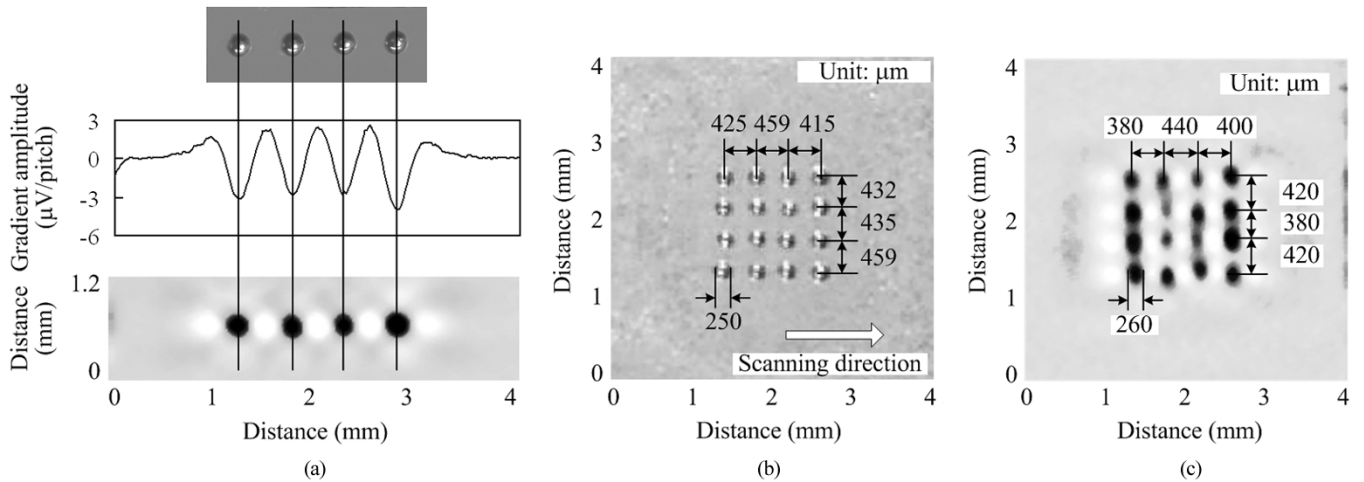 3
0
-3
-6
Gradient amplitude
(µV/pitch)
1.2
0
Distance
(mm)
0
1
2
3
4
Distance (mm)
(a)
Unit: µm
4
3
2
1
0
Distance (mm)
425 459 415
432
435
459
250
Scanning direction
0
1
2
3
4
Distance (mm)
(b)
Unit: µm
4
3
2
1
0
Distance (mm)
380 440 400
420
380
420
260
0
1
2
3
4
Distance (mm)
(c)